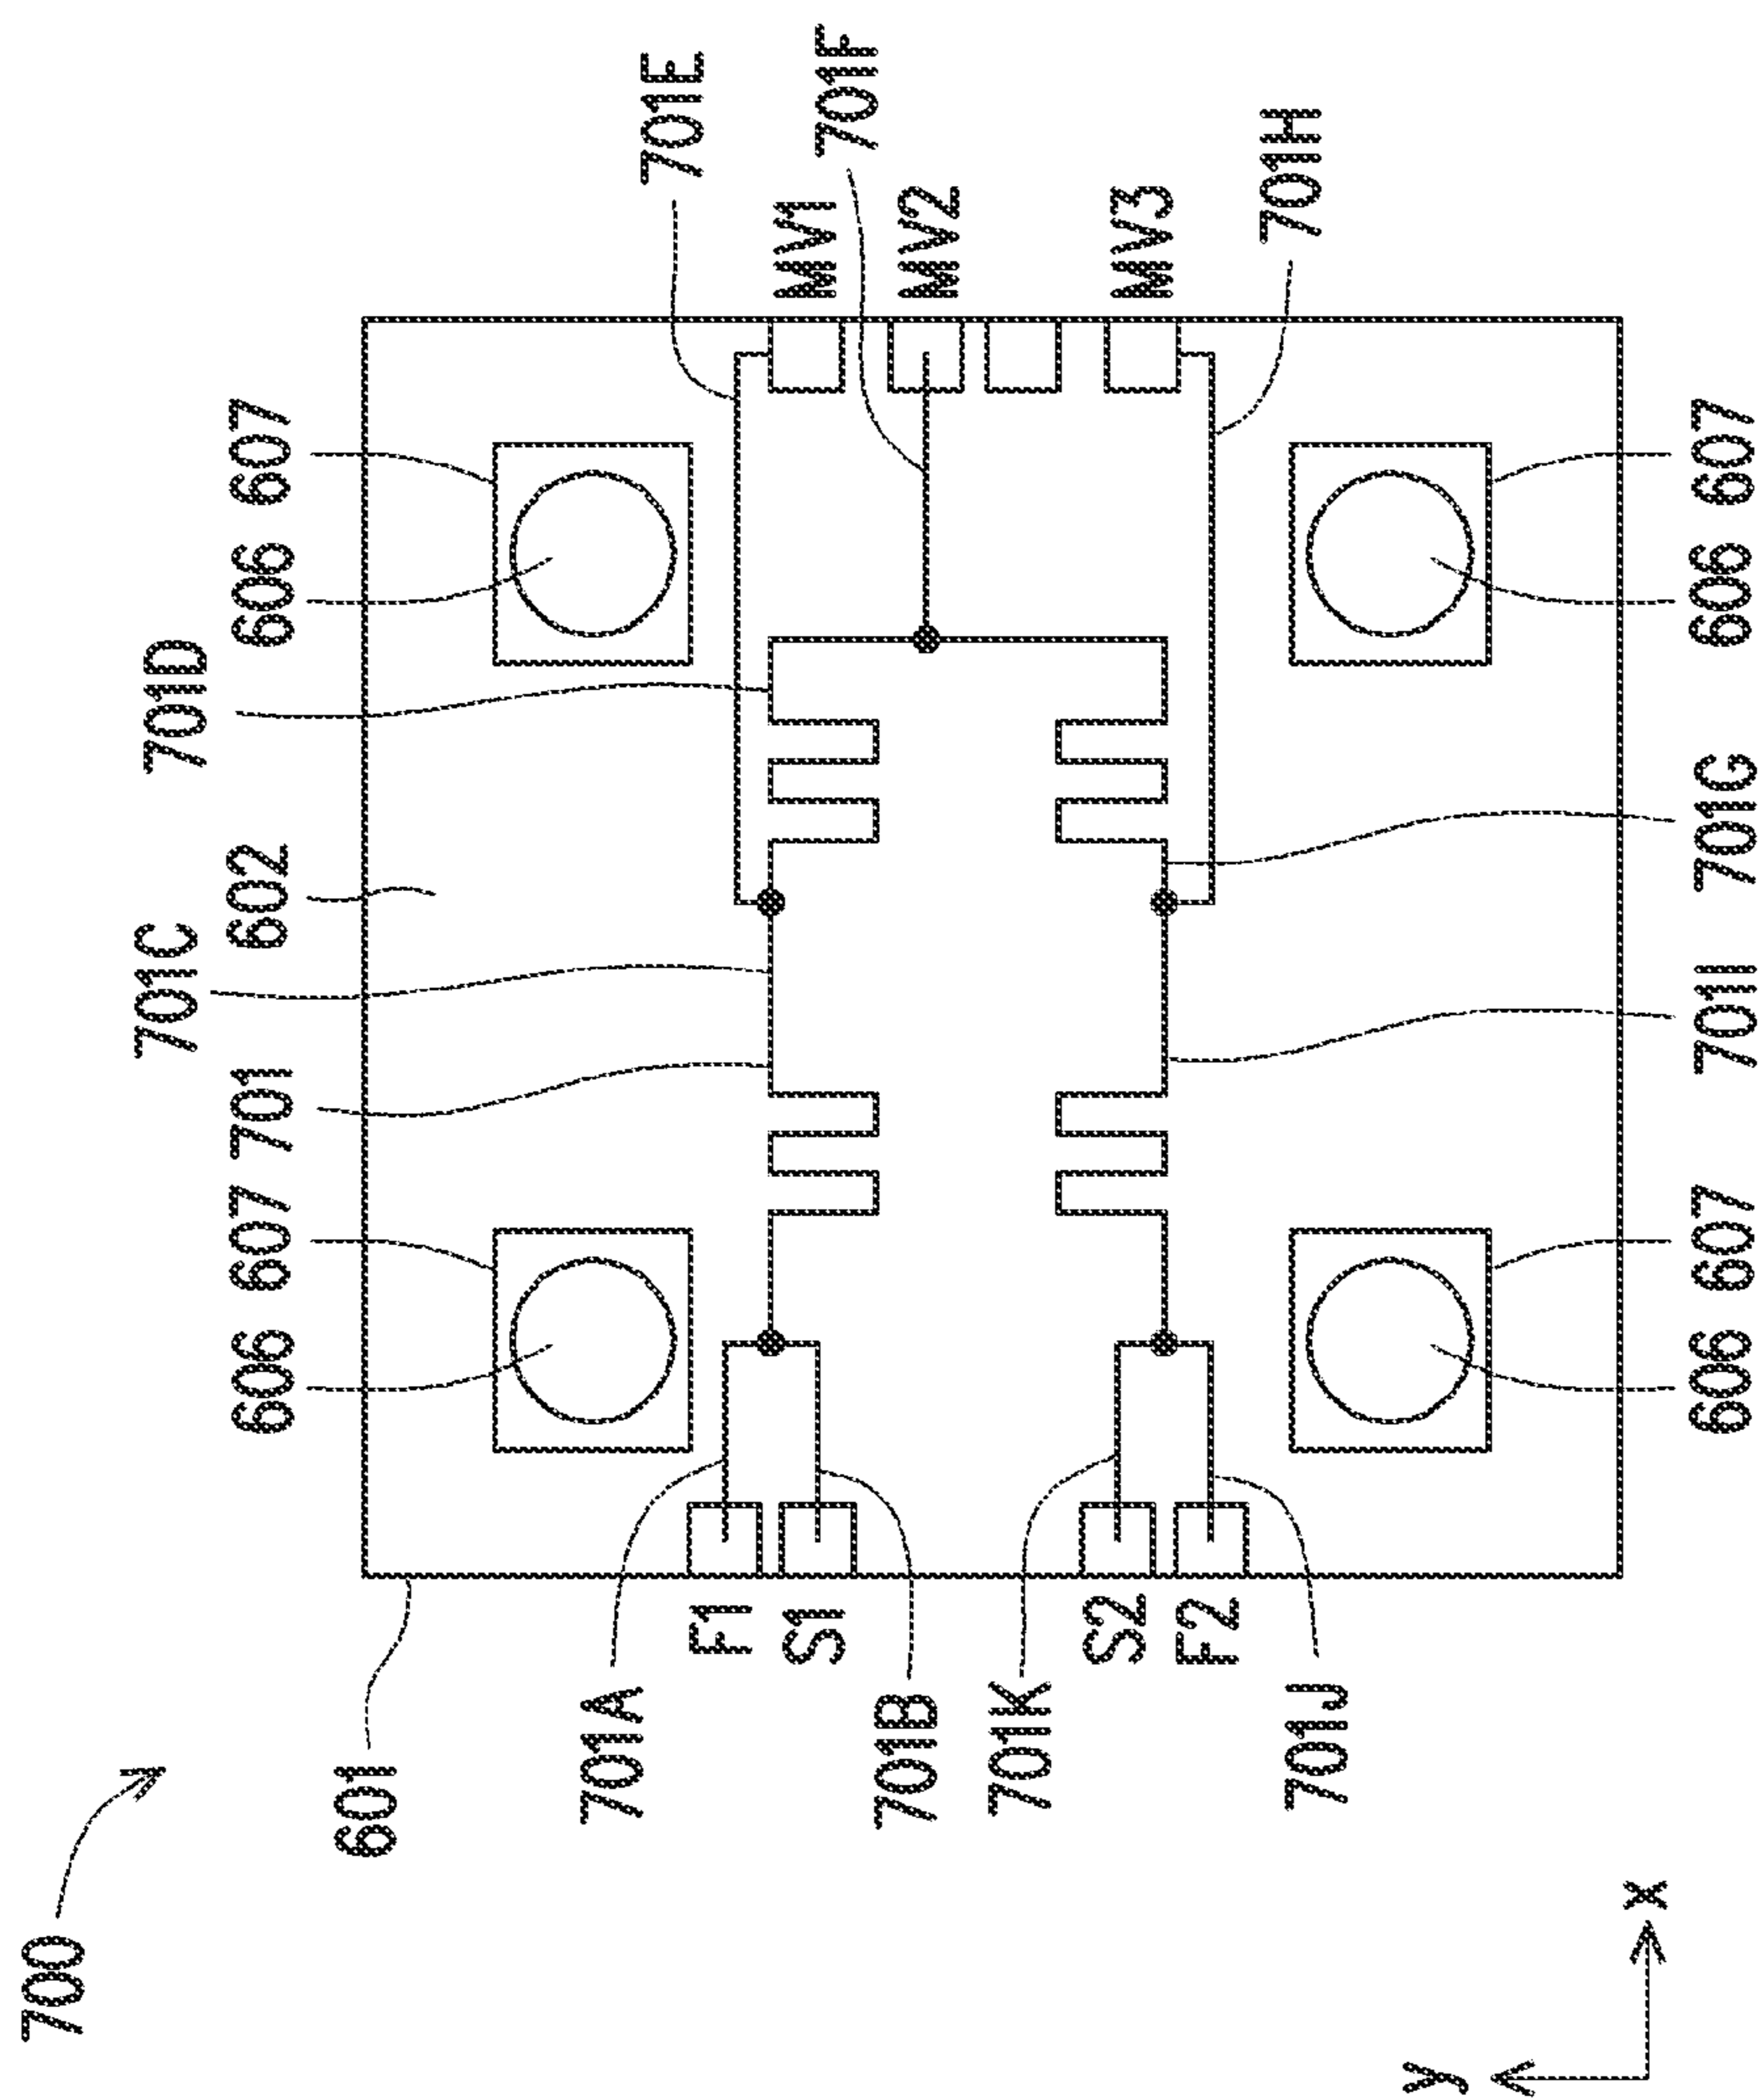 700
701C 701D
606 607 701 602 606 607
601
701A
701E
F1
S1
MV1
701F
701B
MV2
701K
S2
MV3
F2
701H
701J
y
x
606 607 701I 701G 606 607